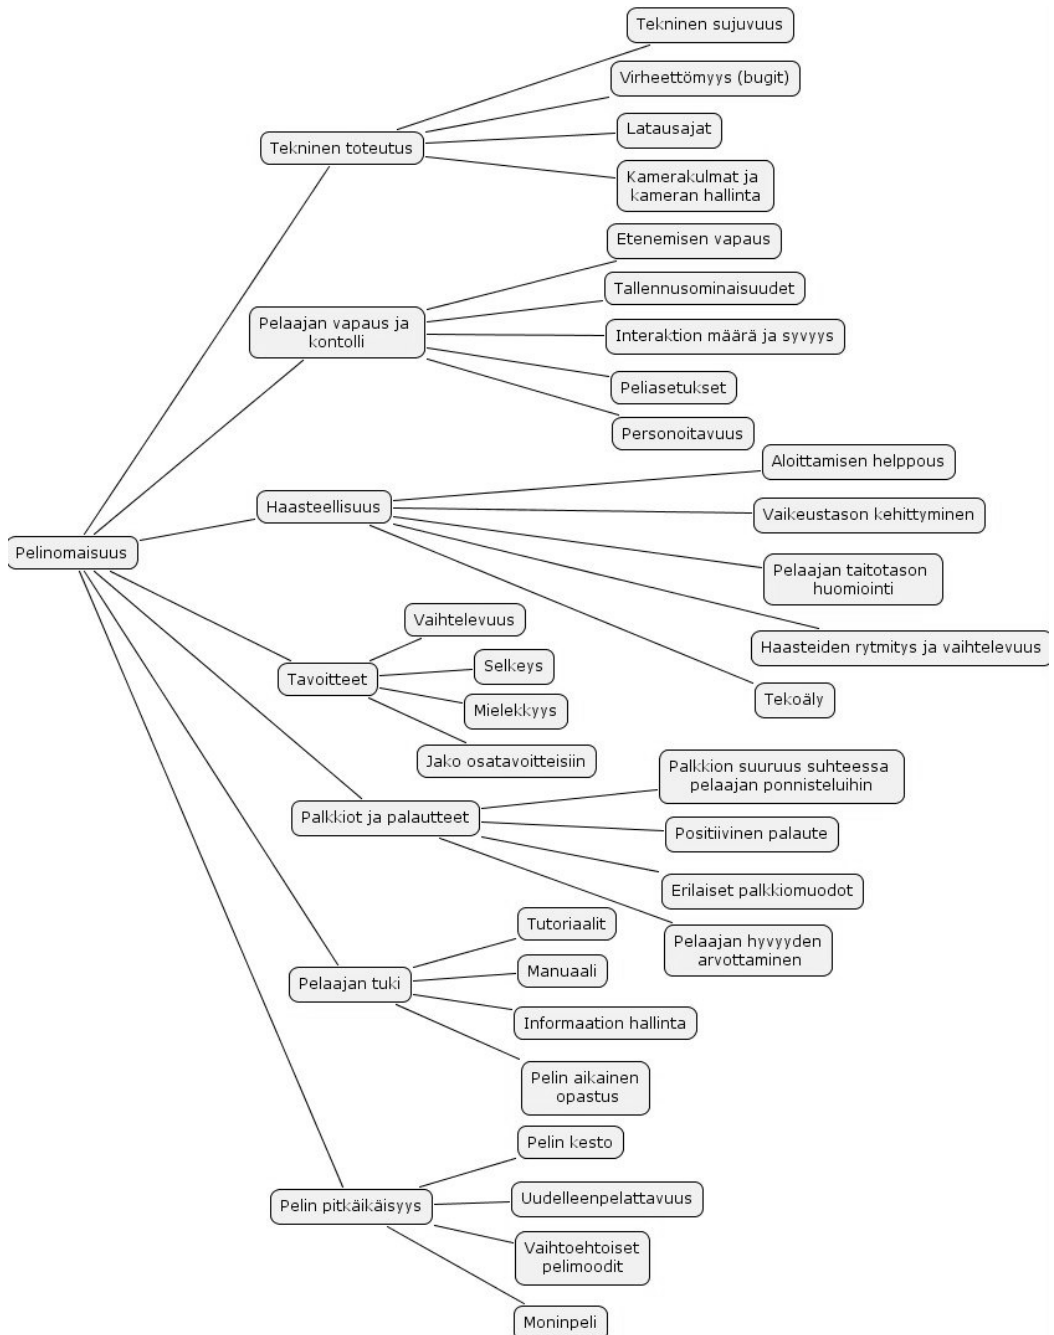 Tekninen sujuvuus
Virheettömyys (bugit)
Latausajat
Tekninen toteutus
Kamerakulmat ja
kameran hallinta
Etenemisen vapaus
Tallennusominaisuudet
Pelaajan vapaus ja
kontolli
Interaktion määrä ja syvyys
Peliasetukset
Personoitavuus
Aloittamisen helppous
Haasteellisuus
Vaikeustason kehittyminen
Pelinomaisuus
Pelaajan taitotason
huomiointi
Haasteiden rytmitys ja vaihtelevuus
Tekoäly
Vaihtelevuus
Selkeys
Tavoitteet
Mielekkyys
Jako osatavoitteisiin
Palkkion suuruus suhteessa
pelaajan ponnisteluihin
Palkkiot ja palautteet
Positiivinen palaute
Erilaiset palkkiomuodot
Pelaajan hyvyyden
arvottaminen
Tutoriaalit
Manuaali
Pelaajan tuki
Informaation hallinta
Pelin aikainen
opastus
Pelin kesto
Uudelleenpelattavuus
Pelin pitkäikäisyys
Vaihtoehtoiset
pelimoodit
Moninpeli